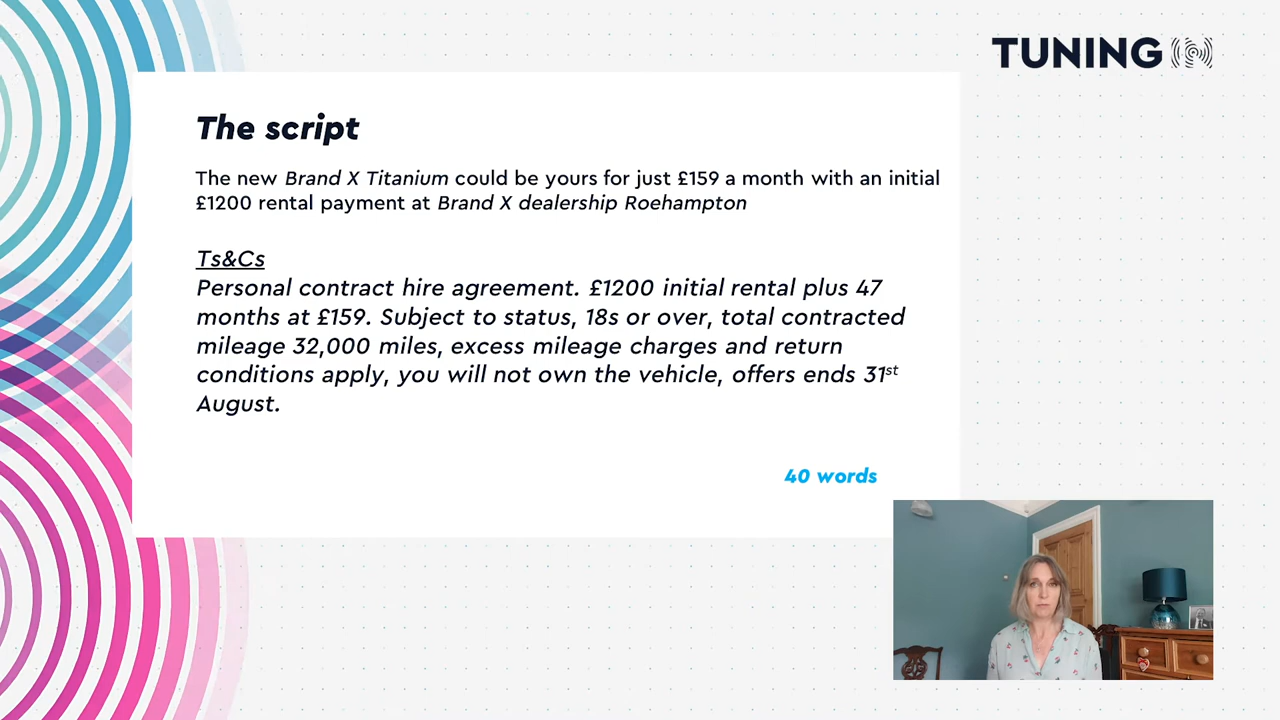 TUNING IN
The script
The new Brand X Titanium could be yours for just £159 a month with an initial
£1200 rental payment at Brand X dealership Roehampton
Ts&Cs
Personal contract hire agreement. £1200 initial rental plus 47
months at £159. Subject to status, 18s or over, total contracted
mileage 32,000 miles, excess mileage charges and return
conditions apply, you will not own the vehicle, offers ends 31st
August.
40 words